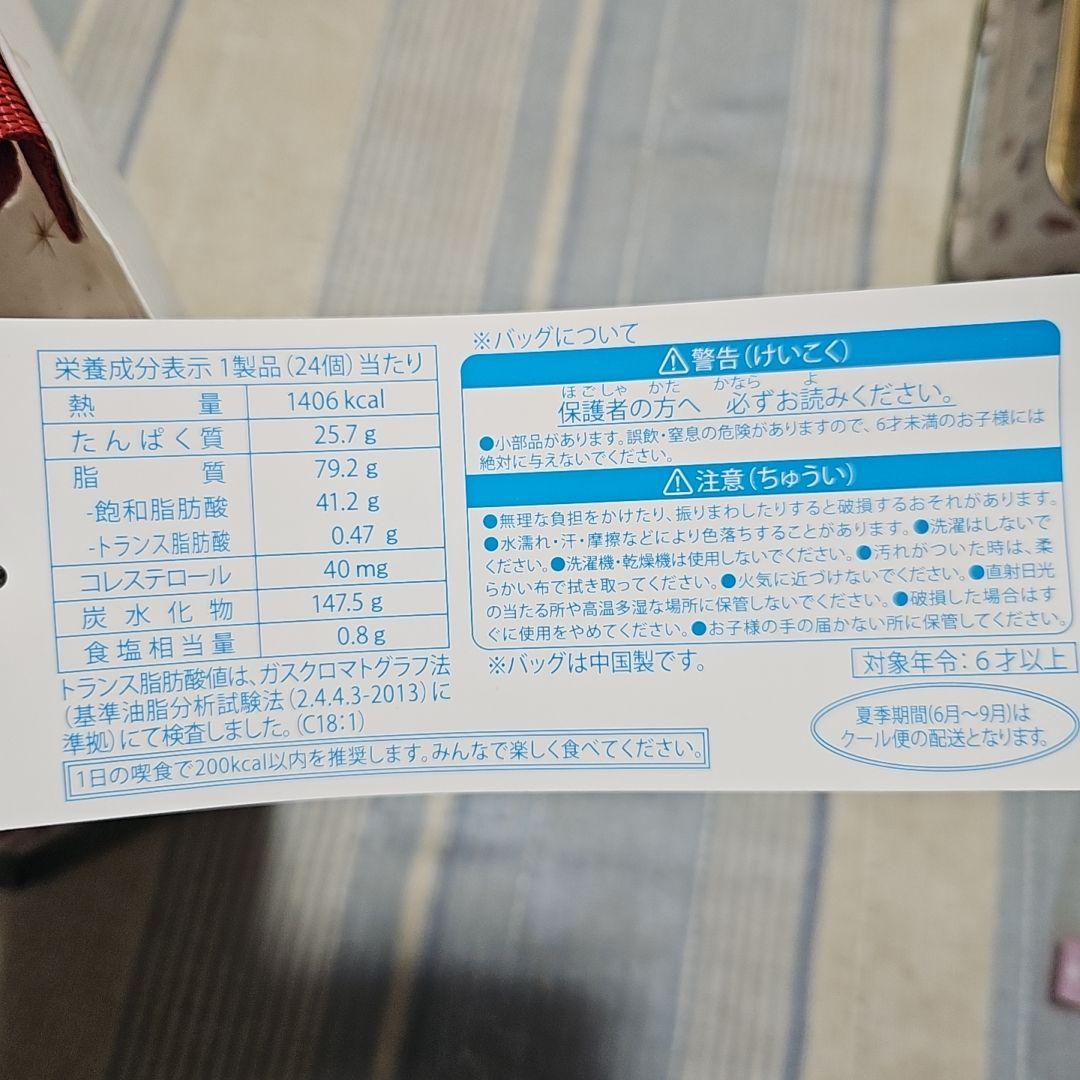 栄養成分表示 1製品(24個)当たり
熱量 1406 kcal
たんぱく質 25.7 g
脂質 79.2 g
-飽和脂肪酸 41.2 g
-トランス脂肪酸 0.47 g
コレステロール 40 mg
炭水化物 147.5 g
食塩相当量 0.8 g
トランス脂肪酸値は、ガスクロマトグラフ法
(基準油脂分析試験法(2.4.4.3-2013)に
準拠)にて検査しました。(C18:1)
1日の喫食で200kcal以内を推奨します。みんなで楽しく食べてください。
※バッグについて
⚠警告(けいこく)
ほごしゃ かた かなら よ
保護者の方へ 必ずお読みください。
●小部品があります。誤飲・窒息の危険がありますので、6才未満のお子様には
絶対に与えないでください。
⚠注意(ちゅうい)
●無理な負担をかけたり、振りまわしたりすると破損するおそれがあります。
●水濡れ・汗・摩擦などにより色落ちすることがあります。●洗濯はしないで
ください。●洗濯機・乾燥機は使用しないでください。●汚れがついた時は、柔
らかい布で拭き取ってください。●火気に近づけないでください。●直射日光
の当たる所や高温多湿な場所に保管しないでください。●破損した場合はす
ぐに使用をやめてください。●お子様の手の届かない所に保管してください。
※バッグは中国製です。
対象年令:6才以上
夏季期間(6月～9月)は
クール便の配送となります。